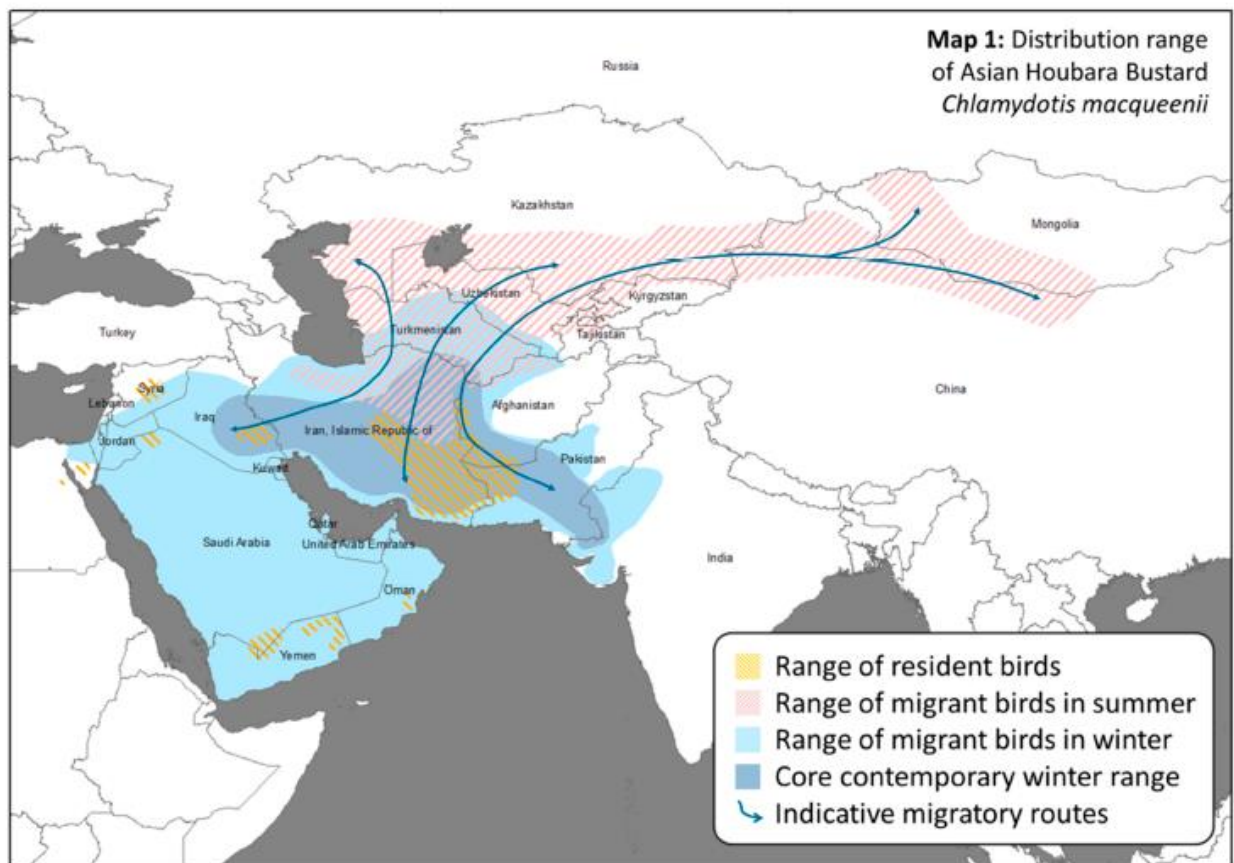 Map 1: Distribution range
of Asian Houbara Bustard
Chlamydotis macqueenii
Russia
Kazakhstan
Mongolia
Uzbekistan
Kyrgyzstan
Turkey
Turkmenistan
Tajikistan
Syria
China
Lebanon
Iraq
Afghanistan
Iran, Islamic Republic of
Jordan
Pakistan
Kuwait
Qatar
Saudi Arabia
United Arab Emirates
India
Oman
Yemen
Range of resident birds
Range of migrant birds in summer
Range of migrant birds in winter
Core contemporary winter range
Indicative migratory routes